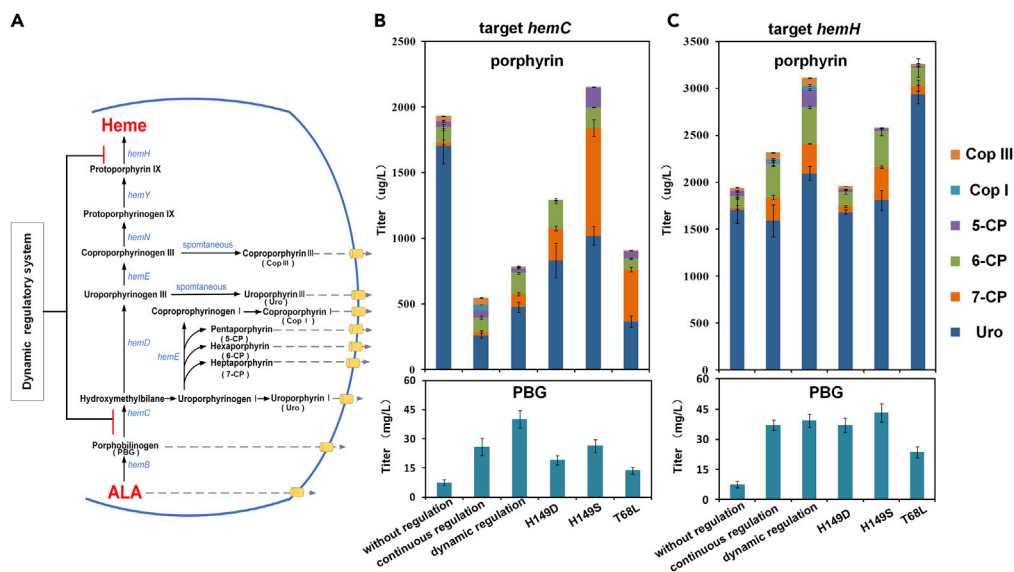 A
Dynamic regulatory system
Heme
hemH
Protoporphyrin IX
hemY
Protoporphyrinogen IX
hemN
Coproporphyrinogen III
spomtaneous
Coproporphyrin III
( Cop III )
hemE
Uroporphyrinogen III
spomtaneous
Uroporphyrin III
(Uro)
Coproprophyrinogen I
Coproporphyrin I
( Cop I )
hemD
hemE
Pentaporphyrin
(5-CP)
Hexaporphyrin
(6-CP)
Heptaporphyrin
(7-CP)
Hydroxymethylbilane
Uroporphyrinogen I
Uroporphyrin I
(Uro)
hemC
Porphobilinogen
( PBG )
hemB
ALA
B
target hemC
porphyrin
Titer (ug/L)
2500
2000
1500
1000
500
0
PBG
Titer (mg/L)
60
45
30
15
0
without regulation
continuous regulation
dynamic regulation
H149D
H149S
T68L
C
target hemH
porphyrin
Titer (ug/L)
3500
3000
2500
2000
1500
1000
500
0
PBG
Titer (mg/L)
60
45
30
15
0
without regulation
continuous regulation
dynamic regulation
H149D
H149S
T68L
Cop III
Cop I
5-CP
6-CP
7-CP
Uro